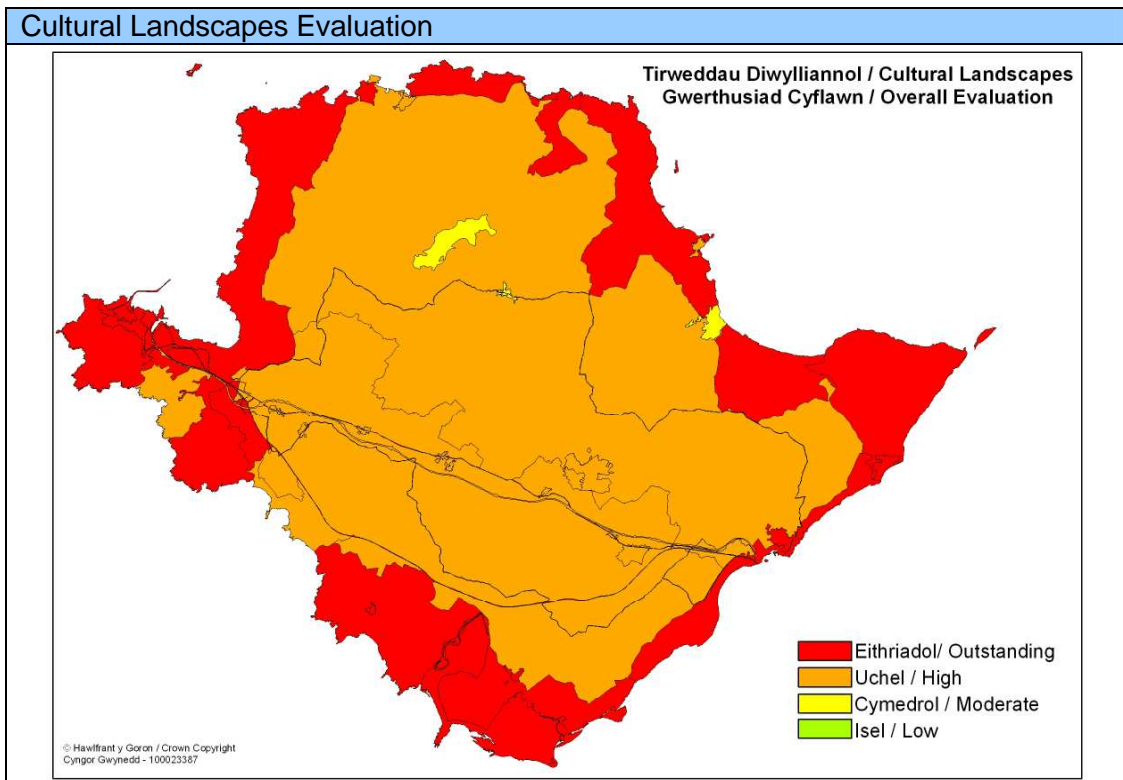 Cultural Landscapes Evaluation
Tirweddau Diwylliannol / Cultural Landscapes
Gwerthusiad Cyflawn / Overall Evaluation
Eithriadol/ Outstanding
Uchel / High
Cymedrol / Moderate
Isel / Low
© Hawlfraint y Goron / Crown Copyright
Cyngor Gwynedd - 100023387